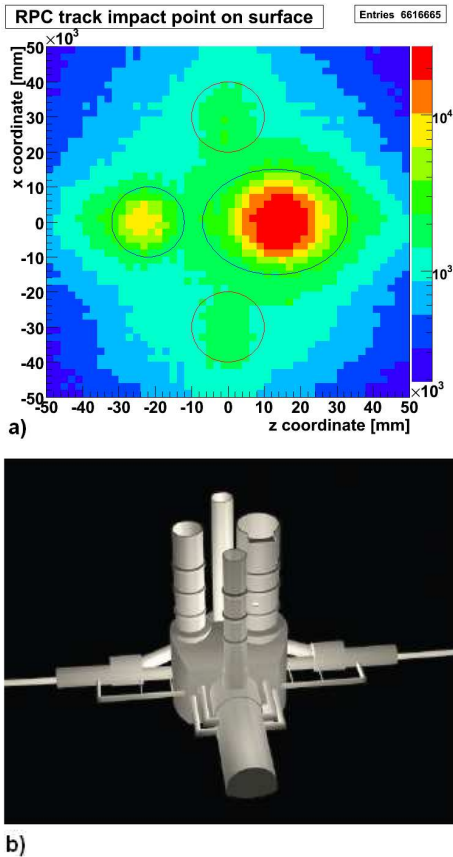 RPC track impact point on surface
Entries 6616665
×10³
x coordinate [mm]
50
40
30
20
10
0
-10
-20
-30
-40
-50
-50 -40 -30 -20 -10 0 10 20 30 40 50
×10³
z coordinate [mm]
10⁴
10³
a)
b)